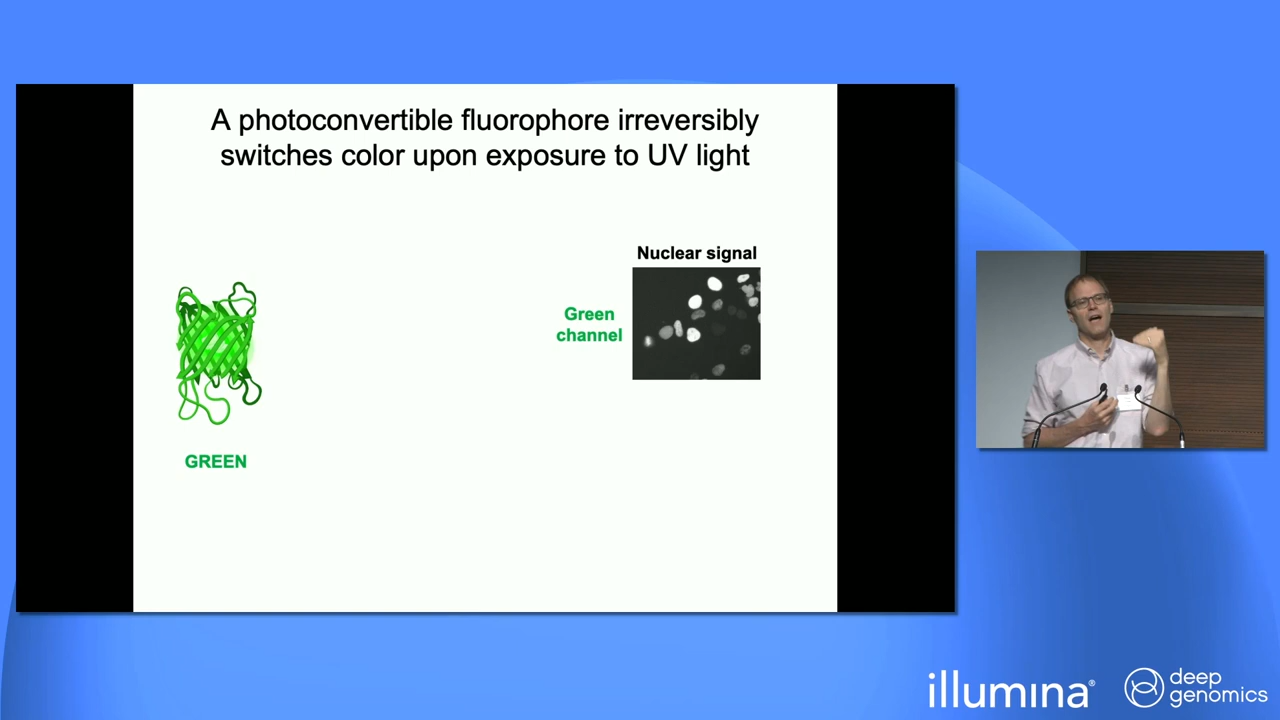 A photoconvertible fluorophore irreversibly
switches color upon exposure to UV light
Nuclear signal
Green
channel
GREEN
illumina®
deep
genomics